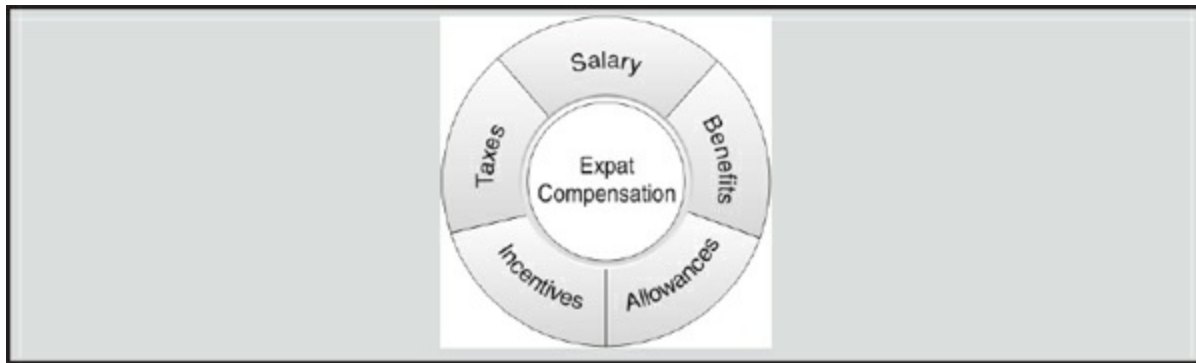 Salary
Benefits
Allowances
Incentives
Taxes
Expat
Compensation